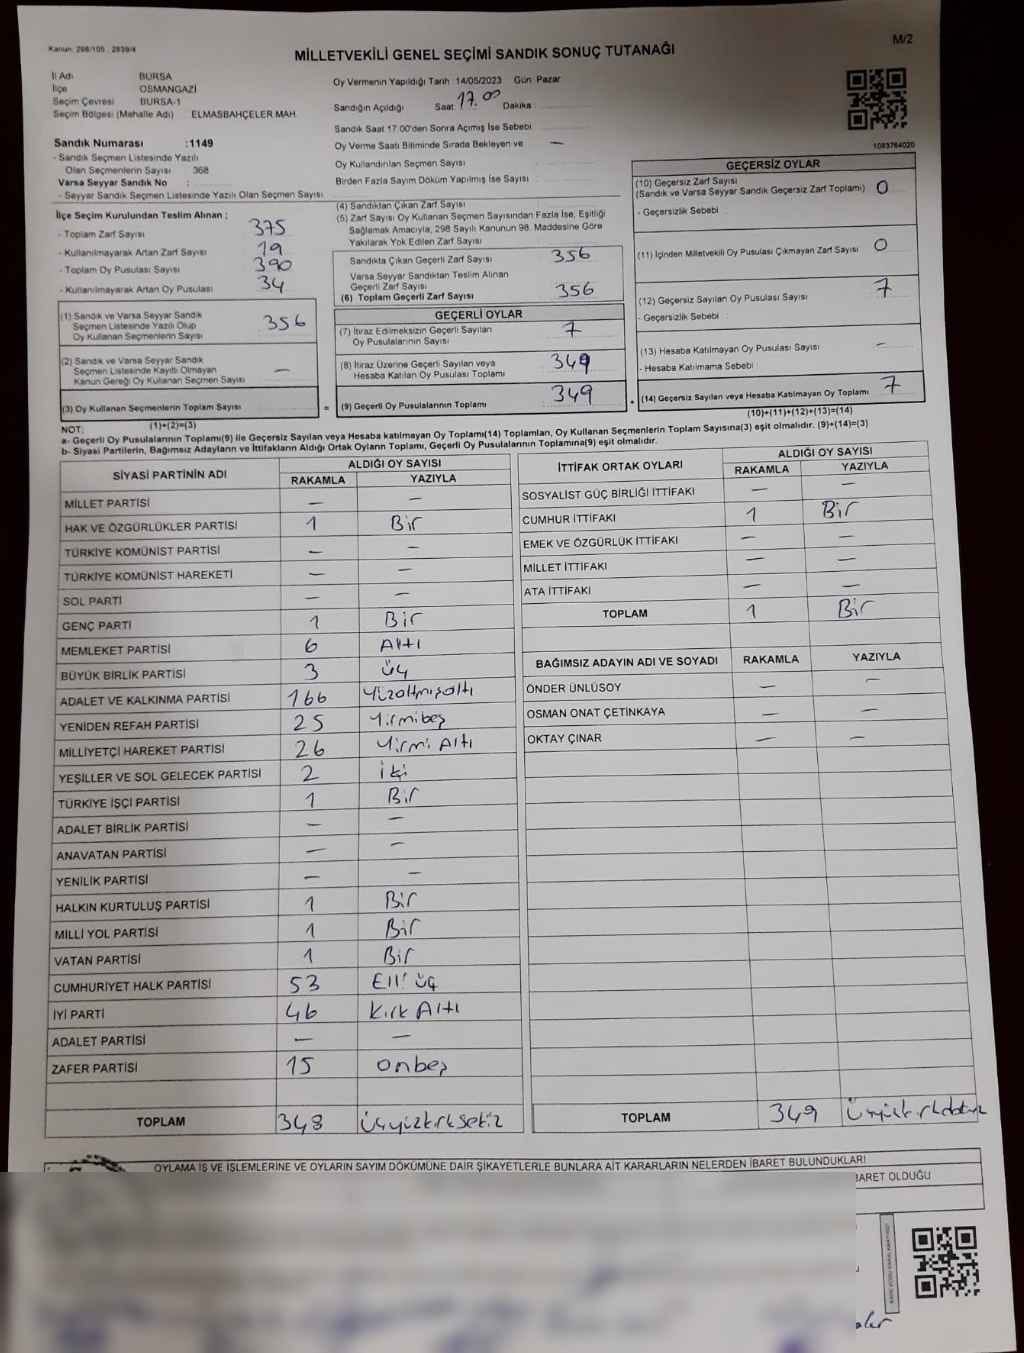 Kanun: 298/105 , 2839/4
M/2
MİLLETVEKİLİ GENEL SEÇİMİ SANDIK SONUÇ TUTANAĞI
İl Adı BURSA
İlçe OSMANGAZİ
Seçim Çevresi BURSA-1
Seçim Bölgesi (Mahalle Adı) ELMASBAHÇELER MAH.
Oy Vermenin Yapıldığı Tarih 14/05/2023 Gün Pazar
Sandığın Açıldığı Saat 17.00 Dakika
Sandık Saat 17.00'den Sonra Açımış İse Sebebi
Oy Verme Saati Bitiminde Sırada Bekleyen ve —
Oy Kullandırılan Seçmen Sayısı
Birden Fazla Sayım Döküm Yapılmış İse Sayısı
1083764020
Sandık Numarası :1149
- Sandık Seçmen Listesinde Yazılı
Olan Seçmenlerin Sayısı 368
Varsa Seyyar Sandık No :
- Seyyar Sandık Seçmen Listesinde Yazılı Olan Seçmen Sayısı
İlçe Seçim Kurulundan Teslim Alınan ;
- Toplam Zarf Sayısı 375
- Kullanılmayarak Artan Zarf Sayısı 19
- Toplam Oy Pusulası Sayısı 390
- Kullanılmayarak Artan Oy Pusulası 34
(1) Sandık ve Varsa Seyyar Sandık
Seçmen Listesinde Yazılı Olup
Oy Kullanan Seçmenlerin Sayısı 356
(2) Sandık ve Varsa Seyyar Sandık
Seçmen Listesinde Kayıtlı Olmayan
Kanun Gereği Oy Kullanan Seçmen Sayısı —
(3) Oy Kullanan Seçmenlerin Toplam Sayısı
=
(1)+(2)=(3)
(4) Sandıktan Çıkan Zarf Sayısı
(5) Zarf Sayısı Oy Kullanan Seçmen Sayısından Fazla İse, Eşitliği
Sağlamak Amacıyla, 298 Sayılı Kanunun 98. Maddesine Göre
Yakılarak Yok Edilen Zarf Sayısı
Sandıkta Çıkan Geçerli Zarf Sayısı 356
Varsa Seyyar Sandıktan Teslim Alınan
Geçerli Zarf Sayısı
(6) Toplam Geçerli Zarf Sayısı 356
GEÇERLİ OYLAR
(7) İtiraz Edilmeksizin Geçerli Sayılan
Oy Pusulalarının Sayısı 7
(8) İtiraz Üzerine Geçerli Sayılan veya
Hesaba Katılan Oy Pusulası Toplamı 349
(9) Geçerli Oy Pusulalarının Toplamı 349
+
GEÇERSİZ OYLAR
(10) Geçersiz Zarf Sayısı
(Sandık ve Varsa Seyyar Sandık Geçersiz Zarf Toplamı) 0
- Geçersizlik Sebebi
(11) İçinden Milletvekili Oy Pusulası Çıkmayan Zarf Sayısı 0
(12) Geçersiz Sayılan Oy Pusulası Sayısı 7
- Geçersizlik Sebebi:
(13) Hesaba Katılmayan Oy Pusulası Sayısı —
- Hesaba Katılmama Sebebi
(14) Geçersiz Sayılan veya Hesaba Katılmayan Oy Toplamı 7
(10)+(11)+(12)+(13)=(14)
NOT:
a- Geçerli Oy Pusulalarının Toplamı(9) ile Geçersiz Sayılan veya Hesaba katılmayan Oy Toplamı(14) Toplamları, Oy Kullanan Seçmenlerin Toplam Sayısına(3) eşit olmalıdır. (9)+(14)=(3)
b- Siyasi Partilerin, Bağımsız Adayların ve İttifakların Aldığı Ortak Oyların Toplamı, Geçerli Oy Pusulalarının Toplamına(9) eşit olmalıdır.
SİYASİ PARTİNİN ADI ALDIĞI OY SAYISI
RAKAMLA YAZIYLA
MİLLET PARTİSİ — —
HAK VE ÖZGÜRLÜKLER PARTİSİ 1 Bir
TÜRKİYE KOMÜNİST PARTİSİ — —
TÜRKİYE KOMÜNİST HAREKETİ — —
SOL PARTİ — —
GENÇ PARTİ 1 Bir
MEMLEKET PARTİSİ 6 Altı
BÜYÜK BİRLİK PARTİSİ 3 üç
ADALET VE KALKINMA PARTİSİ 166 Yüzaltmışaltı
YENİDEN REFAH PARTİSİ 25 Yirmibeş
MİLLİYETÇİ HAREKET PARTİSİ 26 Yirmi Altı
YEŞİLLER VE SOL GELECEK PARTİSİ 2 İki
TÜRKİYE İŞÇİ PARTİSİ 1 Bir
ADALET BİRLİK PARTİSİ — —
ANAVATAN PARTİSİ — —
YENİLİK PARTİSİ — —
HALKIN KURTULUŞ PARTİSİ 1 Bir
MİLLİ YOL PARTİSİ 1 Bir
VATAN PARTİSİ 1 Bir
CUMHURİYET HALK PARTİSİ 53 Elli üç
İYİ PARTİ 46 Kırk Altı
ADALET PARTİSİ — —
ZAFER PARTİSİ 15 onbeş
TOPLAM 348 Üçyüzkırksekiz
İTTİFAK ORTAK OYLARI ALDIĞI OY SAYISI
RAKAMLA YAZIYLA
SOSYALİST GÜÇ BİRLİĞİ İTTİFAKI — —
CUMHUR İTTİFAKI 1 Bir
EMEK VE ÖZGÜRLÜK İTTİFAKI — —
MİLLET İTTİFAKI — —
ATA İTTİFAKI — —
TOPLAM 1 Bir
BAĞIMSIZ ADAYIN ADI VE SOYADI RAKAMLA YAZIYLA
ÖNDER ÜNLÜSOY — —
OSMAN ONAT ÇETİNKAYA — —
OKTAY ÇINAR — —
TOPLAM 349 Üçyüzkırkdokuz
OYLAMA İŞ VE İŞLEMLERİNE VE OYLARIN SAYIM DÖKÜMÜNE DAİR ŞİKAYETLERLE BUNLARA AİT KARARLARIN NELERDEN İBARET BULUNDUKLARI
BARET OLDUĞU